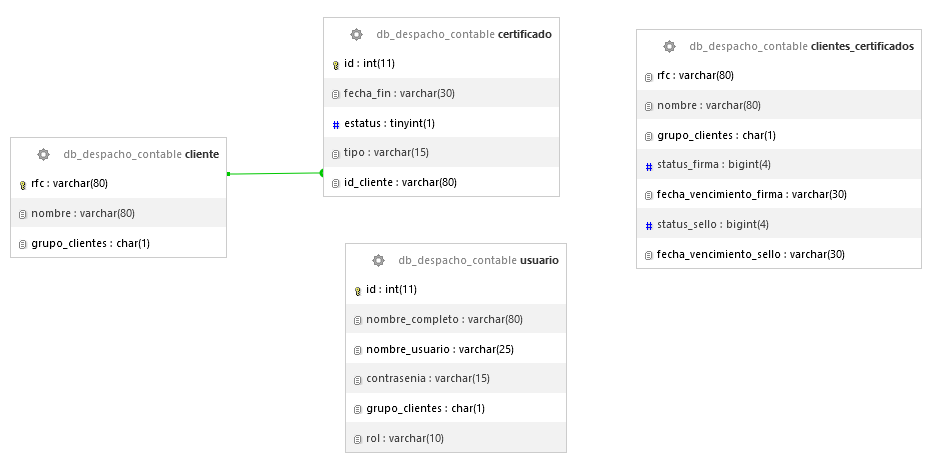 db_despacho_contable cliente
rfc : varchar(80)
nombre : varchar(80)
grupo_clientes : char(1)
db_despacho_contable certificado
id : int(11)
fecha_fin : varchar(30)
# estatus : tinyint(1)
tipo : varchar(15)
id_cliente : varchar(80)
db_despacho_contable usuario
id : int(11)
nombre_completo : varchar(80)
nombre_usuario : varchar(25)
contrasenia : varchar(15)
grupo_clientes : char(1)
rol : varchar(10)
db_despacho_contable clientes_certificados
rfc : varchar(80)
nombre : varchar(80)
grupo_clientes : char(1)
# status_firma : bigint(4)
fecha_vencimiento_firma : varchar(30)
# status_sello : bigint(4)
fecha_vencimiento_sello : varchar(30)